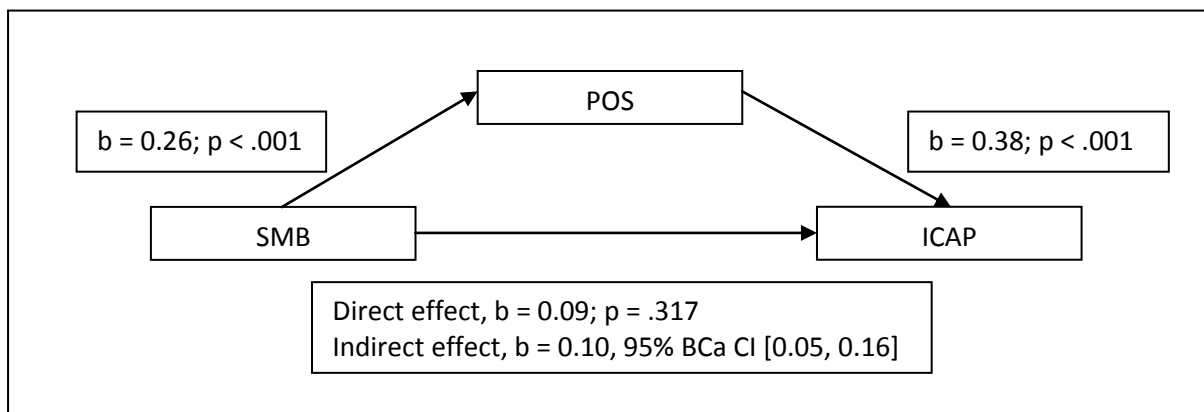 POS
b = 0.26; p < .001
b = 0.38; p < .001
SMB
ICAP
Direct effect, b = 0.09; p = .317
Indirect effect, b = 0.10, 95% BCa CI [0.05, 0.16]